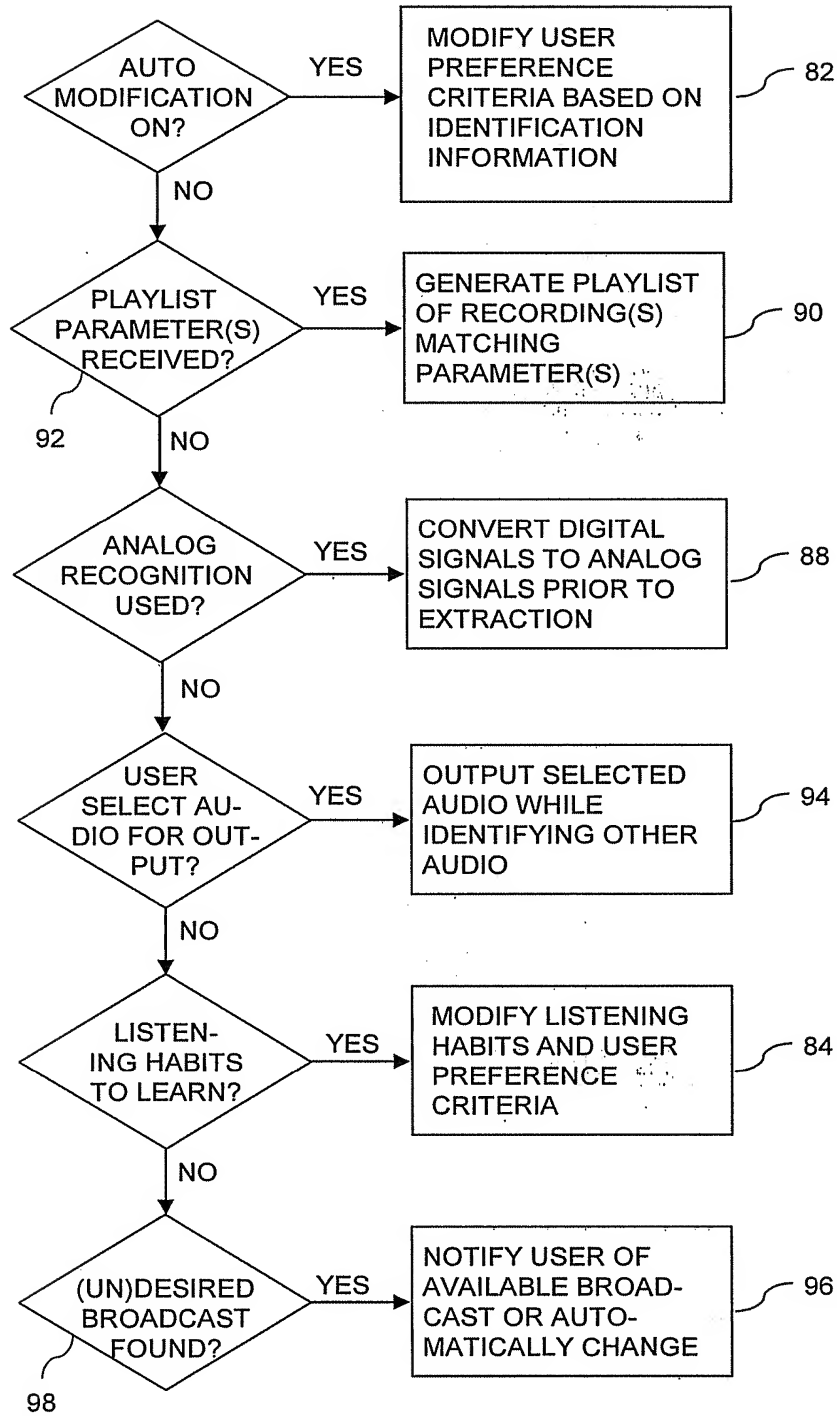 AUTO
MODIFICATION
ON?
YES
MODIFY USER
PREFERENCE
CRITERIA BASED ON
IDENTIFICATION
INFORMATION
82
NO
PLAYLIST
PARAMETER(S)
RECEIVED?
92
YES
GENERATE PLAYLIST
OF RECORDING(S)
MATCHING
PARAMETER(S)
90
NO
ANALOG
RECOGNITION
USED?
YES
CONVERT DIGITAL
SIGNALS TO ANALOG
SIGNALS PRIOR TO
EXTRACTION
88
NO
USER
SELECT AU-
DIO FOR OUT-
PUT?
YES
OUTPUT SELECTED
AUDIO WHILE
IDENTIFYING OTHER
AUDIO
94
NO
LISTEN-
ING HABITS
TO LEARN?
YES
MODIFY LISTENING
HABITS AND USER
PREFERENCE
CRITERIA
84
NO
(UN)DESIRED
BROADCAST
FOUND?
98
YES
NOTIFY USER OF
AVAILABLE BROAD-
CAST OR AUTO-
MATICALLY CHANGE
96